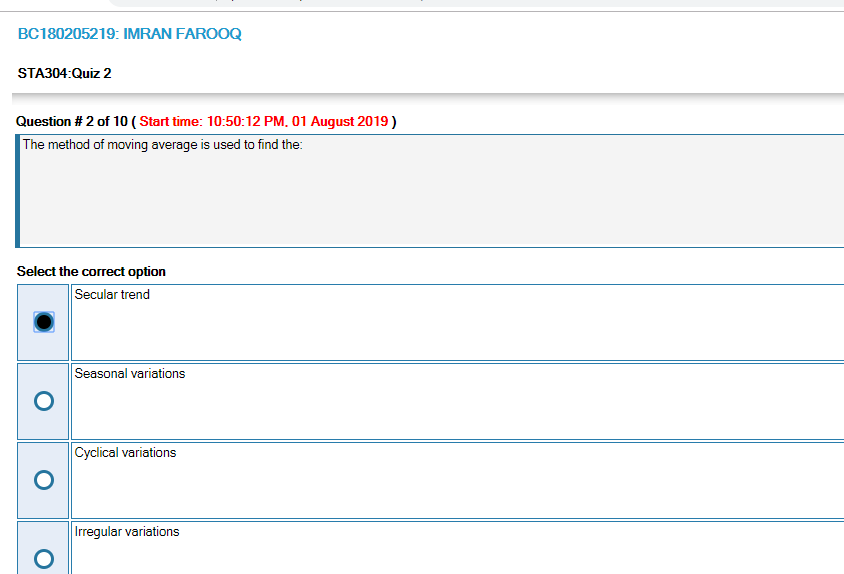 BC180205219: IMRAN FAROOQ
STA304:Quiz 2
Question # 2 of 10 ( Start time: 10:50:12 PM, 01 August 2019 )
The method of moving average is used to find the:
Select the correct option
Secular trend
Seasonal variations
Cyclical variations
Irregular variations